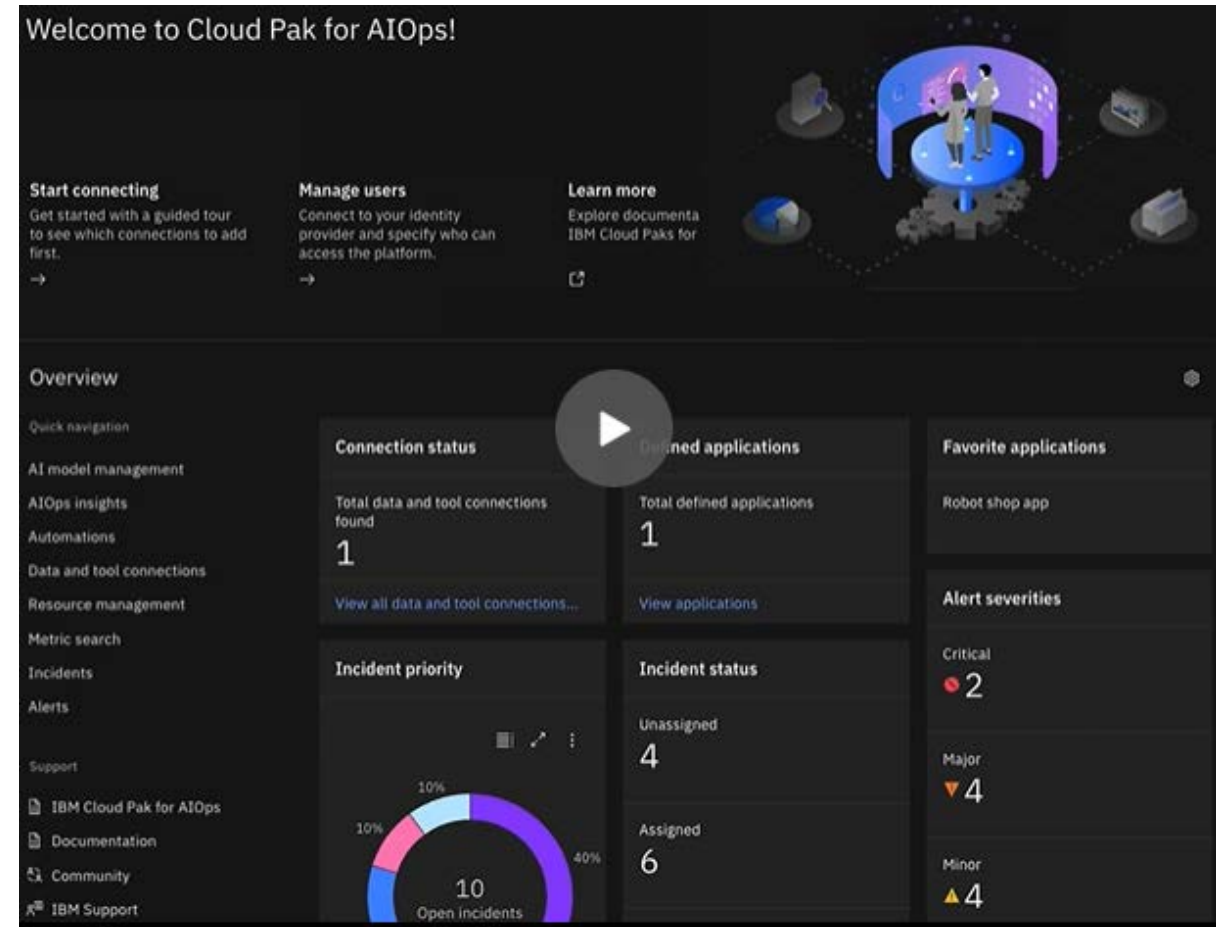 Welcome to Cloud Pak for AIOps!
Start connecting
Get started with a guided tour
to see which connections to add
first.
Manage users
Connect to your identity
provider and specify who can
access the platform.
Learn more
Explore documenta
IBM Cloud Paks for
Overview
Quick navigation
AI model management
AIOps insights
Automations
Data and tool connections
Resource management
Metric search
Incidents
Alerts
Support
IBM Cloud Pak for AIOps
Documentation
Community
IBM Support
Connection status
Total data and tool connections
found
1
View all data and tool connections...
applications
Total defined applications
1
View applications
Favorite applications
Robot shop app
Incident priority
10%
10%
40%
10
Open incidents
Incident status
Unassigned
4
Assigned
6
Alert severities
Critical
2
Major
4
Minor
4